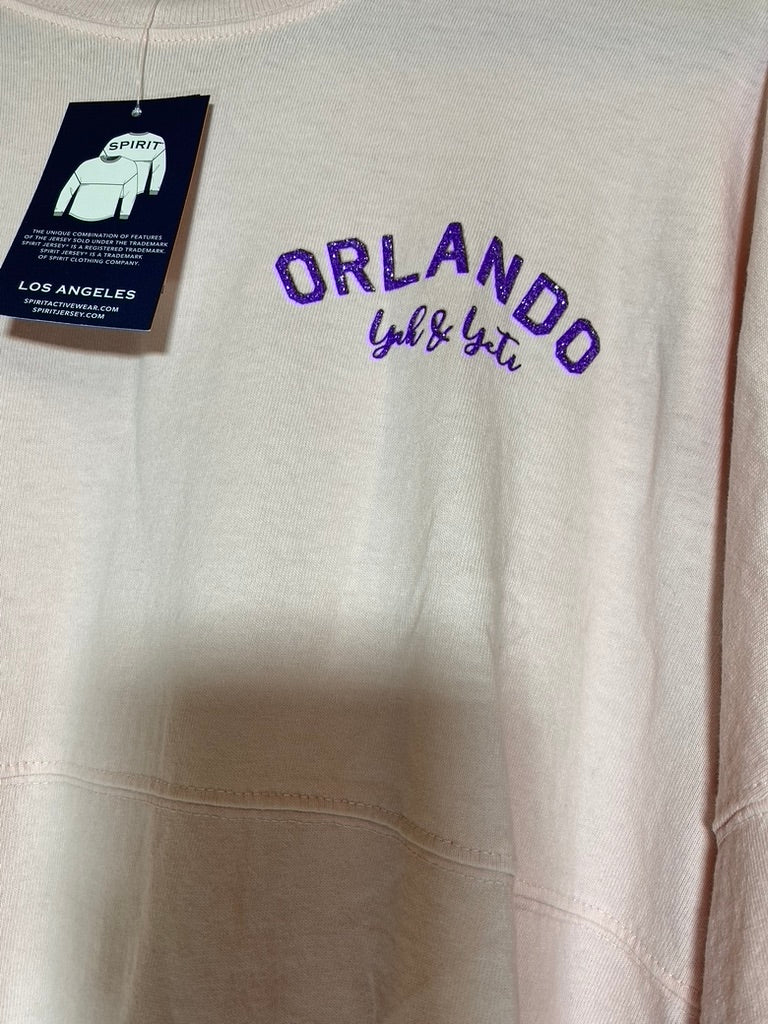 SPIRIT
THE UNIQUE COMBINATION OF FEATURES
OF THE JERSEY SOLD UNDER THE TRADEMARK
SPIRIT JERSEY® IS A REGISTERED TRADEMARK.
SPIRIT JERSEY® IS A TRADEMARK
OF SPIRIT CLOTHING COMPANY.
LOS ANGELES
SPIRITACTIVEWEAR.COM
SPIRITJERSEY.COM
ORLANDO
Yak & Yeti